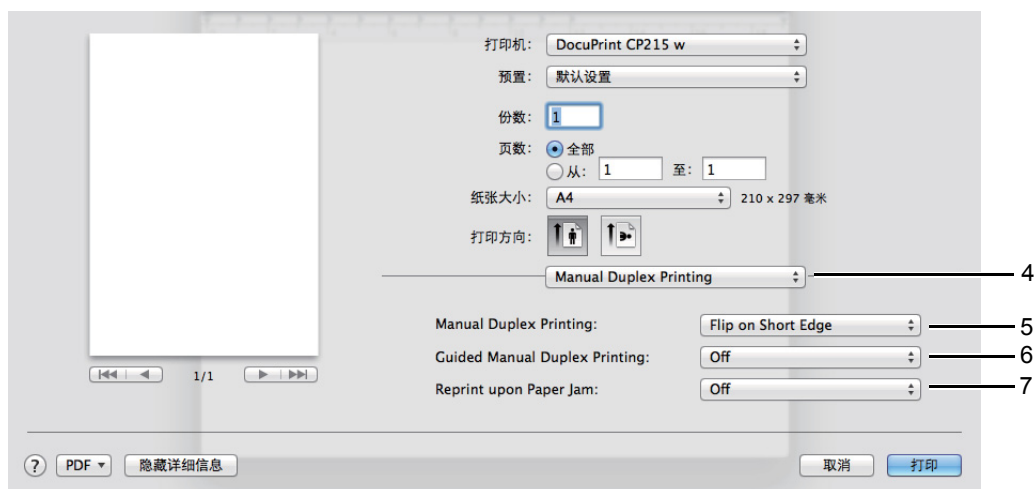 打印机: DocuPrint CP215 w
预置: 默认设置
份数: 1
页数: 全部
从: 1 至: 1
纸张大小: A4 210 x 297 毫米
打印方向:
Manual Duplex Printing 4
Manual Duplex Printing: Flip on Short Edge 5
Guided Manual Duplex Printing: Off 6
1/1
Reprint upon Paper Jam: Off 7
? PDF 隐藏详细信息 取消 打印